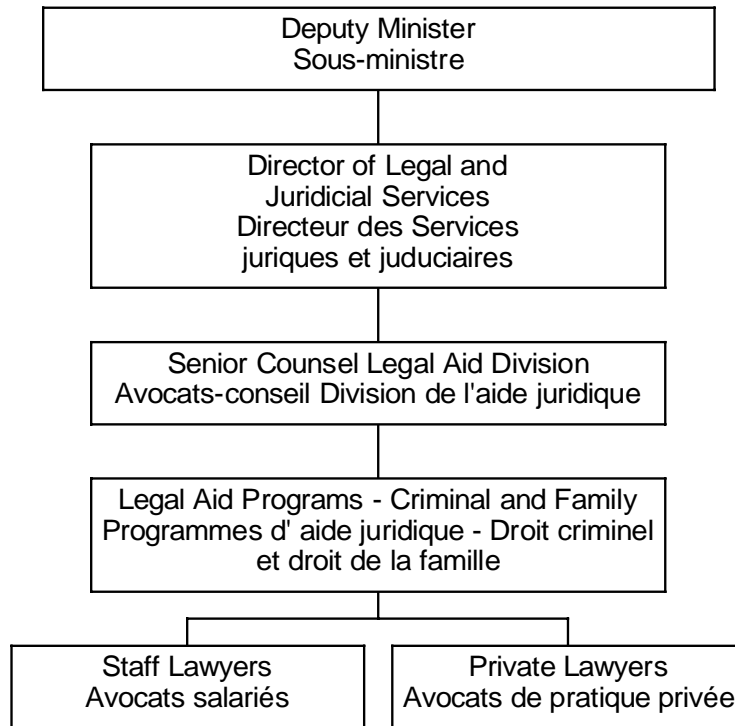 Deputy Minister
Sous-ministre
Director of Legal and
Juridicial Services
Directeur des Services
juriques et juduciaires
Senior Counsel Legal Aid Division
Avocats-conseil Division de l'aide juridique
Legal Aid Programs - Criminal and Family
Programmes d' aide juridique - Droit criminel
et droit de la famille
Staff Lawyers
Avocats salariés
Private Lawyers
Avocats de pratique privée